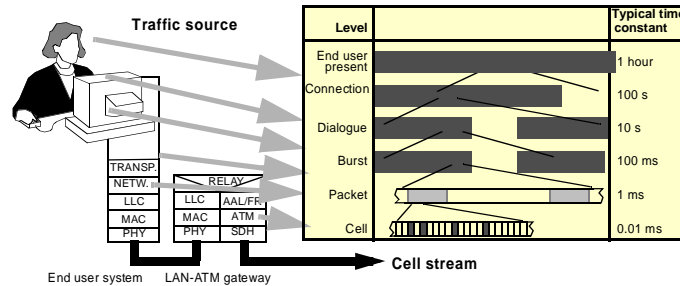 Traffic source
Level
Typical time
constant
End user
present
1 hour
Connection
100 s
Dialogue
10 s
Burst
100 ms
Packet
1 ms
Cell
0.01 ms
TRANSP.
NETW.
LLC
MAC
PHY
RELAY
LLC AAL/FR
MAC ATM
PHY SDH
End user system
LAN-ATM gateway
Cell stream